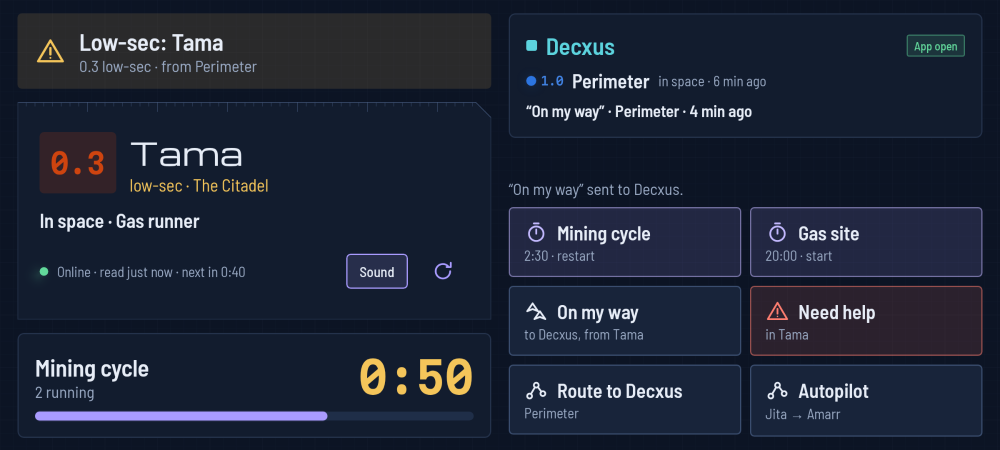 Low-sec: Tama
0.3 low-sec · from Perimeter
0.3
Tama
low-sec · The Citadel
In space · Gas runner
Online · read just now · next in 0:40
Sound
Mining cycle
2 running
0:50
Decxus
App open
1.0 Perimeter in space · 6 min ago
“On my way” · Perimeter · 4 min ago
“On my way” sent to Decxus.
Mining cycle
2:30 · restart
Gas site
20:00 · start
On my way
to Decxus, from Tama
Need help
in Tama
Route to Decxus
Perimeter
Autopilot
Jita → Amarr